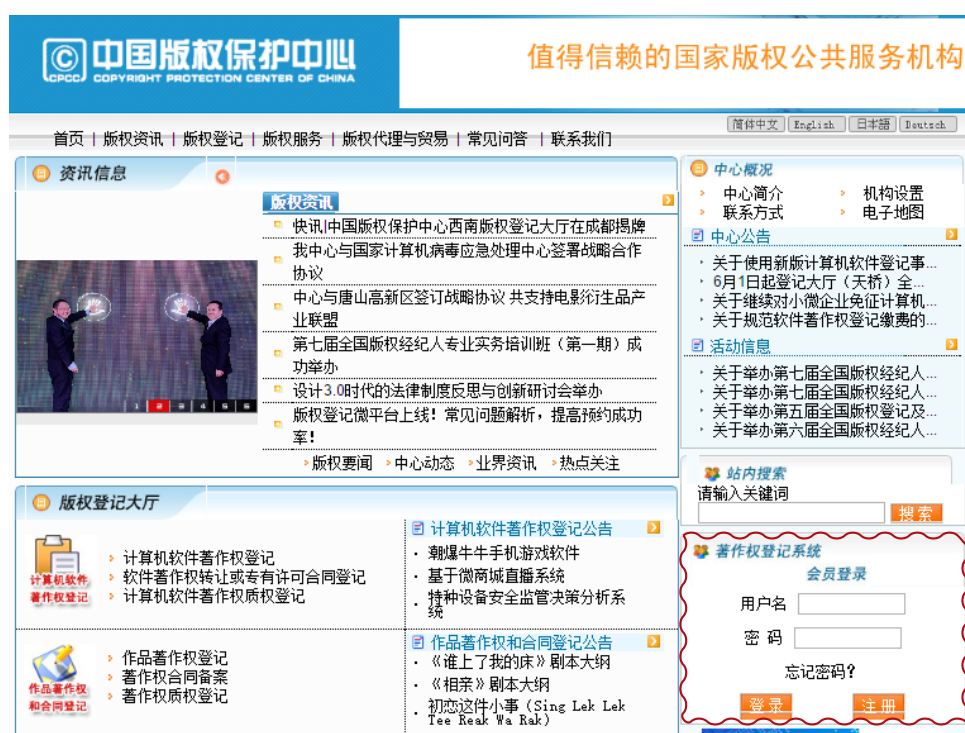 © 中国版权保护中心
CPCC COPYRIGHT PROTECTION CENTER OF CHINA
值得信赖的国家版权公共服务机构
简体中文 English 日本語 Deutsch
首页 | 版权资讯 | 版权登记 | 版权服务 | 版权代理与贸易 | 常见问答 | 联系我们
资讯信息
版权资讯
快讯|中国版权保护中心西南版权登记大厅在成都揭牌
我中心与国家计算机病毒应急处理中心签署战略合作
协议
中心与唐山高新区签订战略协议 共支持电影衍生品产
业联盟
第七届全国版权经纪人专业实务培训班（第一期）成
功举办
设计3.0时代的法律制度反思与创新研讨会举办
版权登记微平台上线！常见问题解析，提高预约成功
率！
1 2 3 4 5 6
版权要闻 中心动态 业界资讯 热点关注
中心概况
中心简介 机构设置
联系方式 电子地图
中心公告
关于使用新版计算机软件登记事...
6月1日起登记大厅（天桥）全...
关于继续对小微企业免征计算机...
关于规范软件著作权登记缴费的...
活动信息
关于举办第七届全国版权经纪人...
关于举办第七届全国版权经纪人...
关于举办第五届全国版权登记及...
关于举办第六届全国版权经纪人...
站内搜索
请输入关键词
搜索
版权登记大厅
计算机软件
著作权登记
计算机软件著作权登记
软件著作权转让或专有许可合同登记
计算机软件著作权质权登记
计算机软件著作权登记公告
潮爆牛牛手机游戏软件
基于微商城直播系统
特种设备安全监管决策分析系
统
作品著作权
和合同登记
作品著作权登记
著作权合同备案
著作权质权登记
作品著作权和合同登记公告
《谁上了我的床》剧本大纲
《相亲》剧本大纲
初恋这件小事（Sing Lek Lek
Tee Reak Wa Rak）
著作权登记系统
会员登录
用户名
密 码
忘记密码?
登录 注册